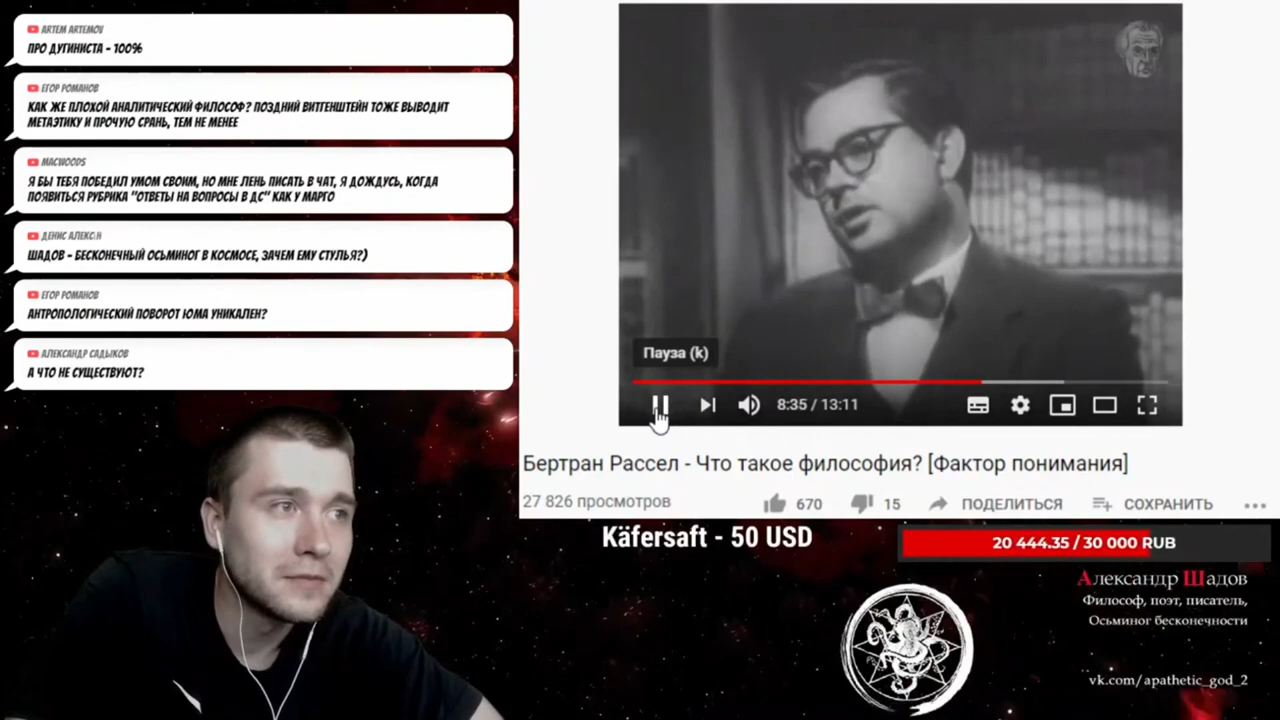 ARTEM ARTEMOV
ПРО ДУГИНИСТА - 100%
ЕГОР РОМАНОВ
КАК ЖЕ ПЛОХОЙ АНАЛИТИЧЕСКИЙ ФИЛОСОФ? ПОЗДНИЙ ВИТГЕНШТЕЙН ТОЖЕ ВЫВОДИТ
МЕТАЭТИКУ И ПРОЧУЮ СРАНЬ, ТЕМ НЕ МЕНЕЕ
MACWOODS
Я БЫ ТЕБЯ ПОБЕДИЛ УМОМ СВОИМ, НО МНЕ ЛЕНЬ ПИСАТЬ В ЧАТ, Я ДОЖДУСЬ, КОГДА
ПОЯВИТЬСЯ РУБРИКА "ОТВЕТЫ НА ВОПРОСЫ В ДС" КАК У МАРГО
ДЕНИС АЛЕКСАН
ШАДОВ - БЕСКОНЕЧНЫЙ ОСЬМИНОГ В КОСМОСЕ, ЗАЧЕМ ЕМУ СТУЛЬЯ?)
ЕГОР РОМАНОВ
АНТРОПОЛОГИЧЕСКИЙ ПОВОРОТ ЮМА УНИКАЛЕН?
АЛЕКСАНДР САДЫКОВ
А ЧТО НЕ СУЩЕСТВУЮТ?
Пауза (k)
8:35 / 13:11
Бертран Рассел - Что такое философия? [Фактор понимания]
27 826 просмотров
670
15
ПОДЕЛИТЬСЯ
СОХРАНИТЬ
Käfersaft - 50 USD
20 444.35 / 30 000 RUB
Александр Шадов
Философ, поэт, писатель,
Осьминог бесконечности
vk.com/apathetic_god_2